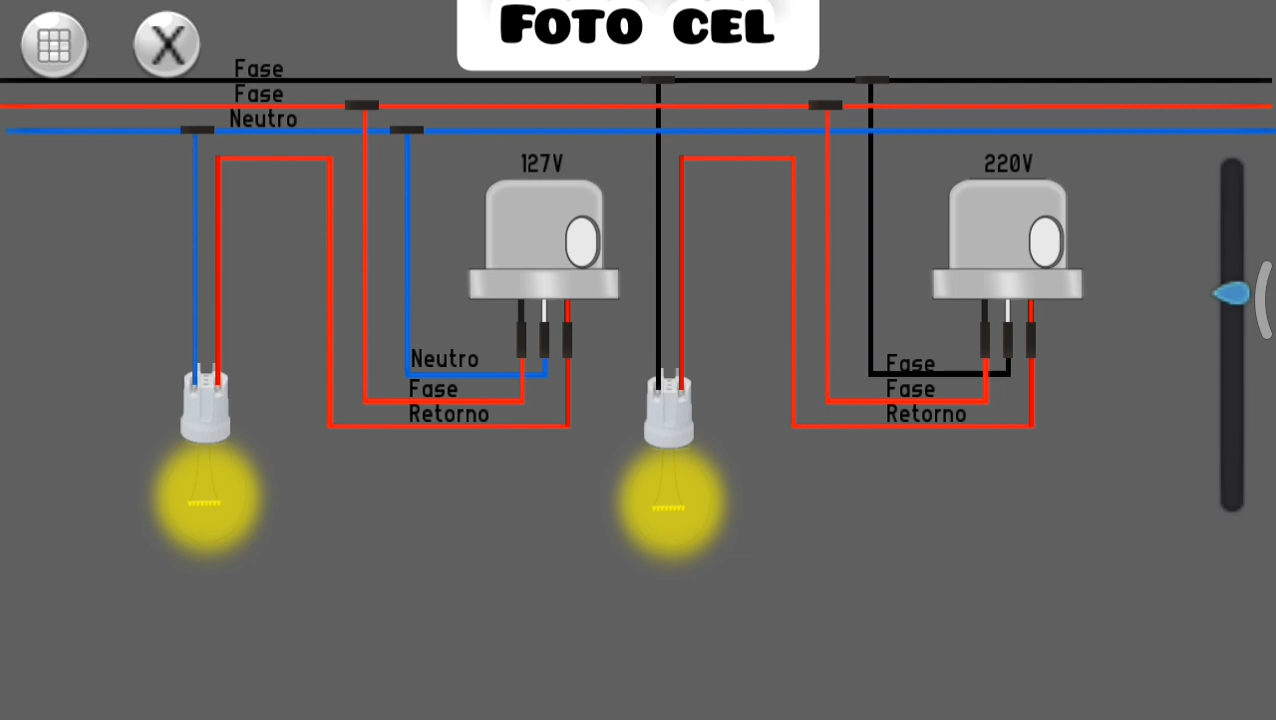 FOTO CEL
X
Fase
Fase
Neutro
127V
220V
Neutro
Fase
Retorno
Fase
Fase
Retorno